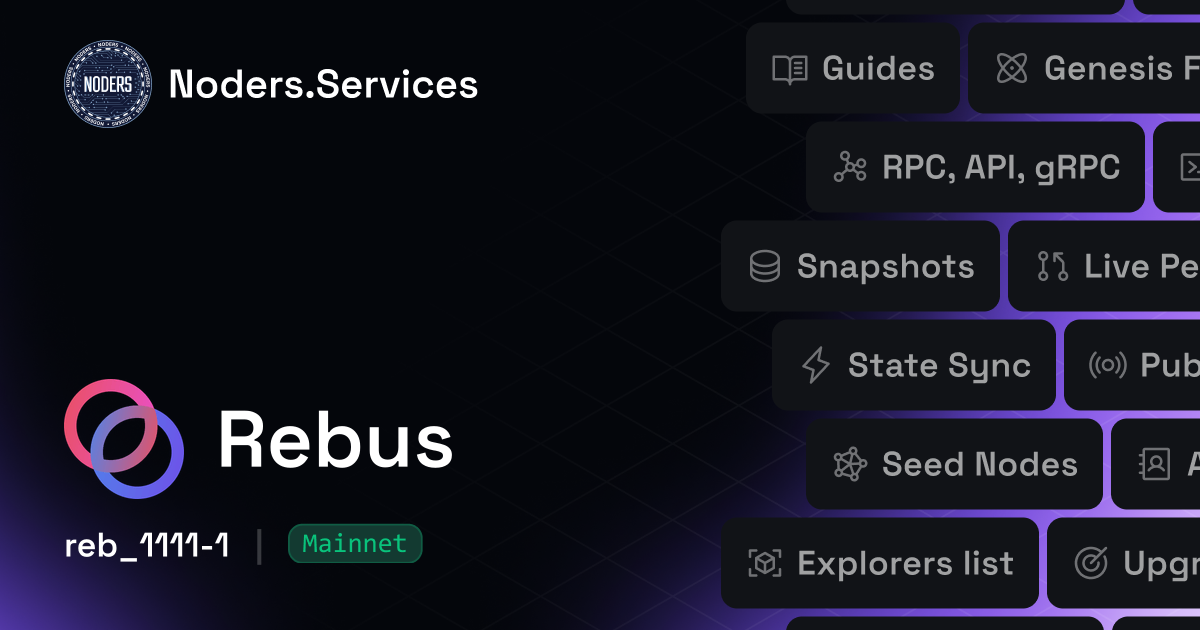 NODERS
Noders.Services
Rebus
reb_1111-1
Mainnet
Guides
Genesis F
RPC, API, gRPC
Snapshots
Live Pe
State Sync
Pub
Seed Nodes
A
Explorers list
Upgr